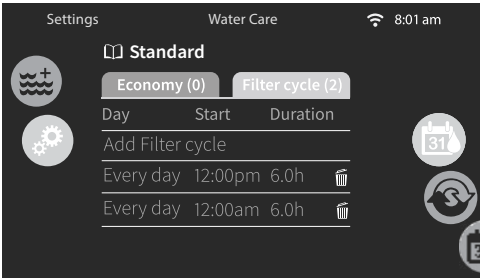 Settings Water Care 8:01 am
Standard
Economy (0) Filter cycle (2)
Day Start Duration
Add Filter cycle
Every day 12:00pm 6.0h
Every day 12:00am 6.0h
31